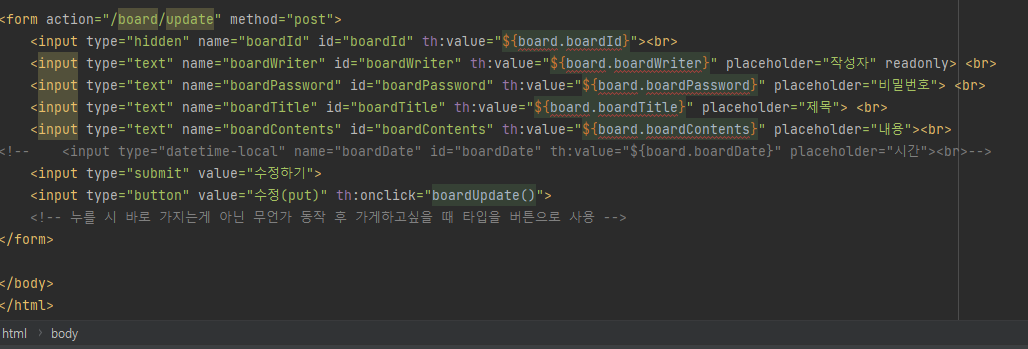 <form action="/board/update" method="post">
<input type="hidden" name="boardId" id="boardId" th:value="${board.boardId}"><br>
<input type="text" name="boardWriter" id="boardWriter" th:value="${board.boardWriter}" placeholder="작성자" readonly> <br>
<input type="text" name="boardPassword" id="boardPassword" th:value="${board.boardPassword}" placeholder="비밀번호"> <br>
<input type="text" name="boardTitle" id="boardTitle" th:value="${board.boardTitle}" placeholder="제목"> <br>
<input type="text" name="boardContents" id="boardContents" th:value="${board.boardContents}" placeholder="내용"><br>
<!--    <input type="datetime-local" name="boardDate" id="boardDate" th:value="${board.boardDate}" placeholder="시간"><br>-->
<input type="submit" value="수정하기">
<input type="button" value="수정(put)" th:onclick="boardUpdate()">
<!-- 누를 시 바로 가지는게 아닌 무언가 동작 후 가게하고싶을 때 타입을 버튼으로 사용 -->
</form>
</body>
</html>
html › body